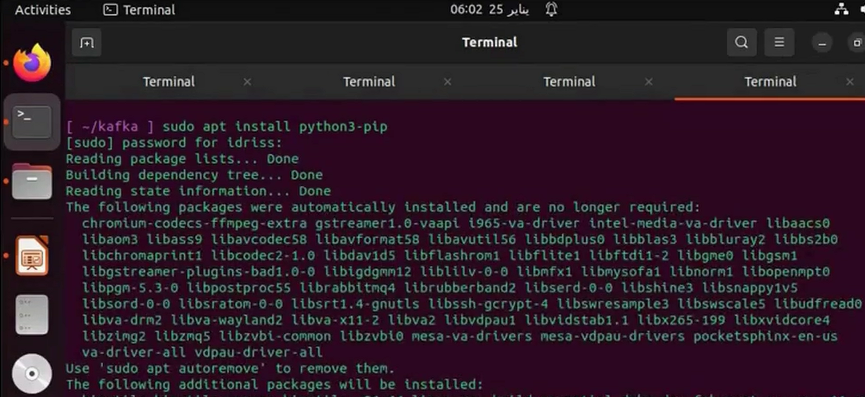 Activities Terminal 06:02 25 يناير
Terminal
Terminal Terminal Terminal Terminal
[ ~/kafka ] sudo apt install python3-pip
[sudo] password for idriss:
Reading package lists... Done
Building dependency tree... Done
Reading state information... Done
The following packages were automatically installed and are no longer required:
chromium-codecs-ffmpeg-extra gstreamer1.0-vaapi i965-va-driver intel-media-va-driver libaacs0
libaom3 libass9 libavcodec58 libavformat58 libavutil56 libbdplus0 libblas3 libbluray2 libbs2b0
libchromaprint1 libcodec2-1.0 libdav1d5 libflashrom1 libflite1 libftdi1-2 libgme0 libgsm1
libgstreamer-plugins-bad1.0-0 libigdgmm12 liblilv-0-0 libmfx1 libmysofa1 libnorm1 libopenmpt0
libpgm-5.3-0 libpostproc55 librabbitmq4 librubberband2 libserd-0-0 libshine3 libsnappy1v5
libsord-0-0 libsratom-0-0 libsrt1.4-gnutls libssh-gcrypt-4 libswresample3 libswscale5 libudfread0
libva-drm2 libva-wayland2 libva-x11-2 libva2 libvdpau1 libvidstab1.1 libx265-199 libxvidcore4
libzimg2 libzmq5 libzvbi-common libzvbi0 mesa-va-drivers mesa-vdpau-drivers pocketsphinx-en-us
va-driver-all vdpau-driver-all
Use 'sudo apt autoremove' to remove them.
The following additional packages will be installed: